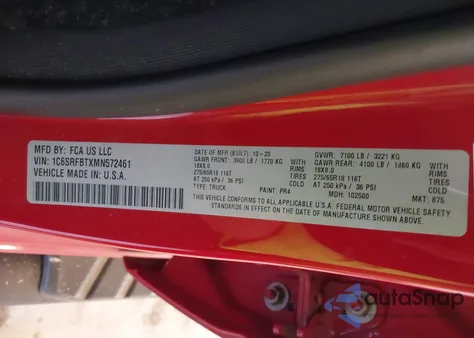 MFD BY: FCA US LLC
VIN: 1C6SRFBTXMN572461
VEHICLE MADE IN: U.S.A.
DATE OF MFR (BUILT): 10-20
GVWR: 7100 LB / 3221 KG
GAWR FRONT: 3900 LB / 1770 KG WITH
18X8.0 RIMS
275/65R18 116T TIRES
AT 250 kPa / 36 PSI COLD
TYPE: TRUCK PAINT: PR4
GAWR REAR: 4100 LB / 1860 KG WITH
18X8.0 RIMS
275/65R18 116T TIRES
AT 250 kPa / 36 PSI COLD
MDH: 102500 MKT: 875
THIS VEHICLE CONFORMS TO ALL APPLICABLE U.S.A. FEDERAL MOTOR VEHICLE SAFETY
STANDARDS IN EFFECT ON THE DATE OF MANUFACTURE SHOWN ABOVE
autoSnap